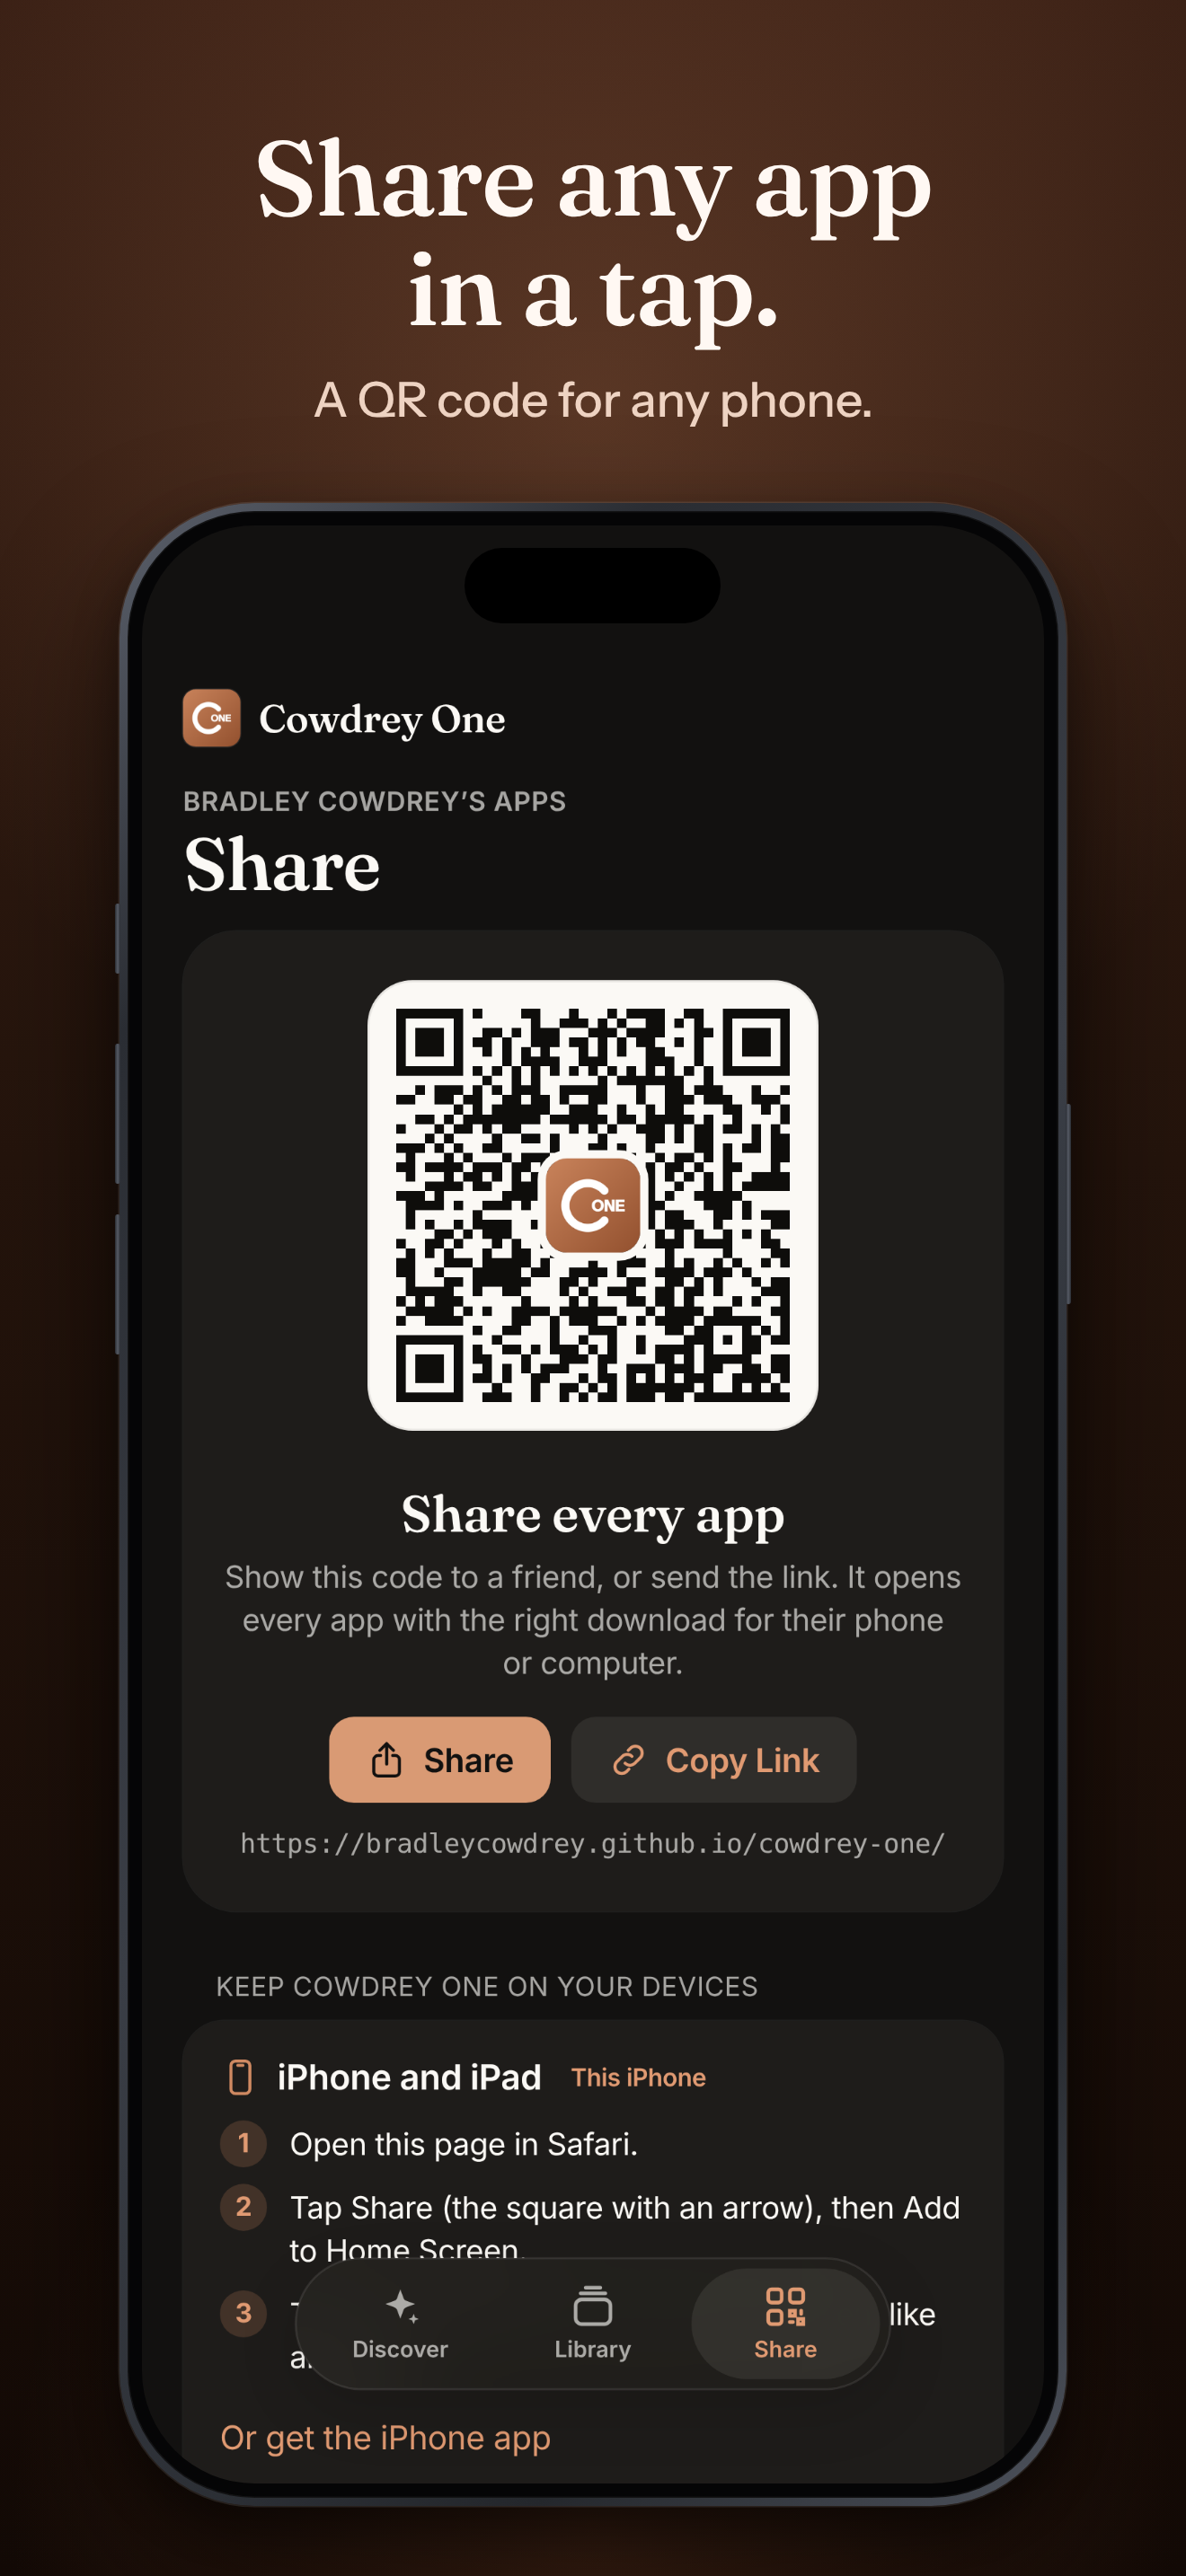 Share any app
in a tap.
A QR code for any phone.
C ONE
Cowdrey One
BRADLEY COWDREY’S APPS
Share
C ONE
Share every app
Show this code to a friend, or send the link. It opens
every app with the right download for their phone
or computer.
Share
Copy Link
https://bradleycowdrey.github.io/cowdrey-one/
KEEP COWDREY ONE ON YOUR DEVICES
iPhone and iPad This iPhone
1 Open this page in Safari.
2 Tap Share (the square with an arrow), then Add
to Home Screen.
3 like
Discover
Library
Share
Or get the iPhone app